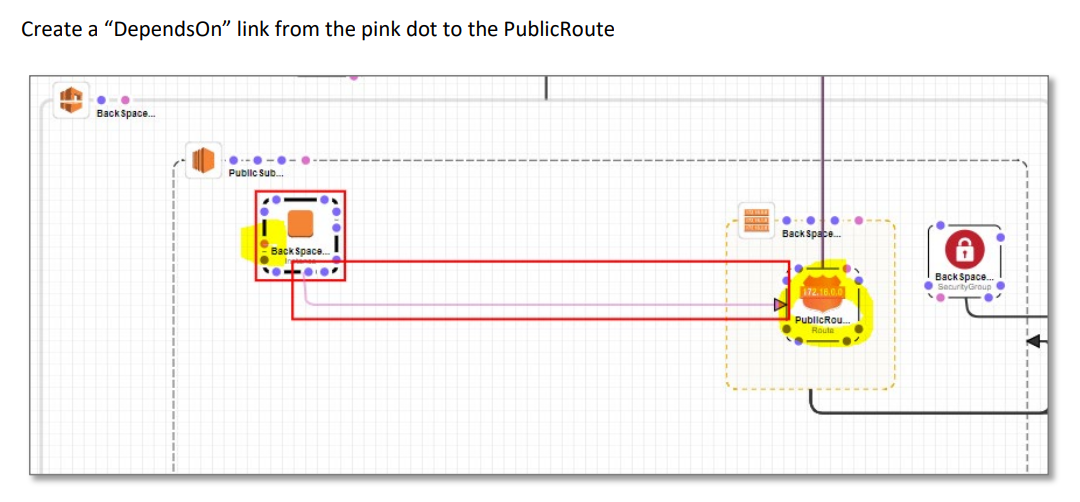 Create a “DependsOn” link from the pink dot to the PublicRoute
BackSpace...
Public Sub...
BackSpace...
Instance
BackSpace...
172.16.0.0
PublicRou...
Route
BackSpace...
SecurityGroup